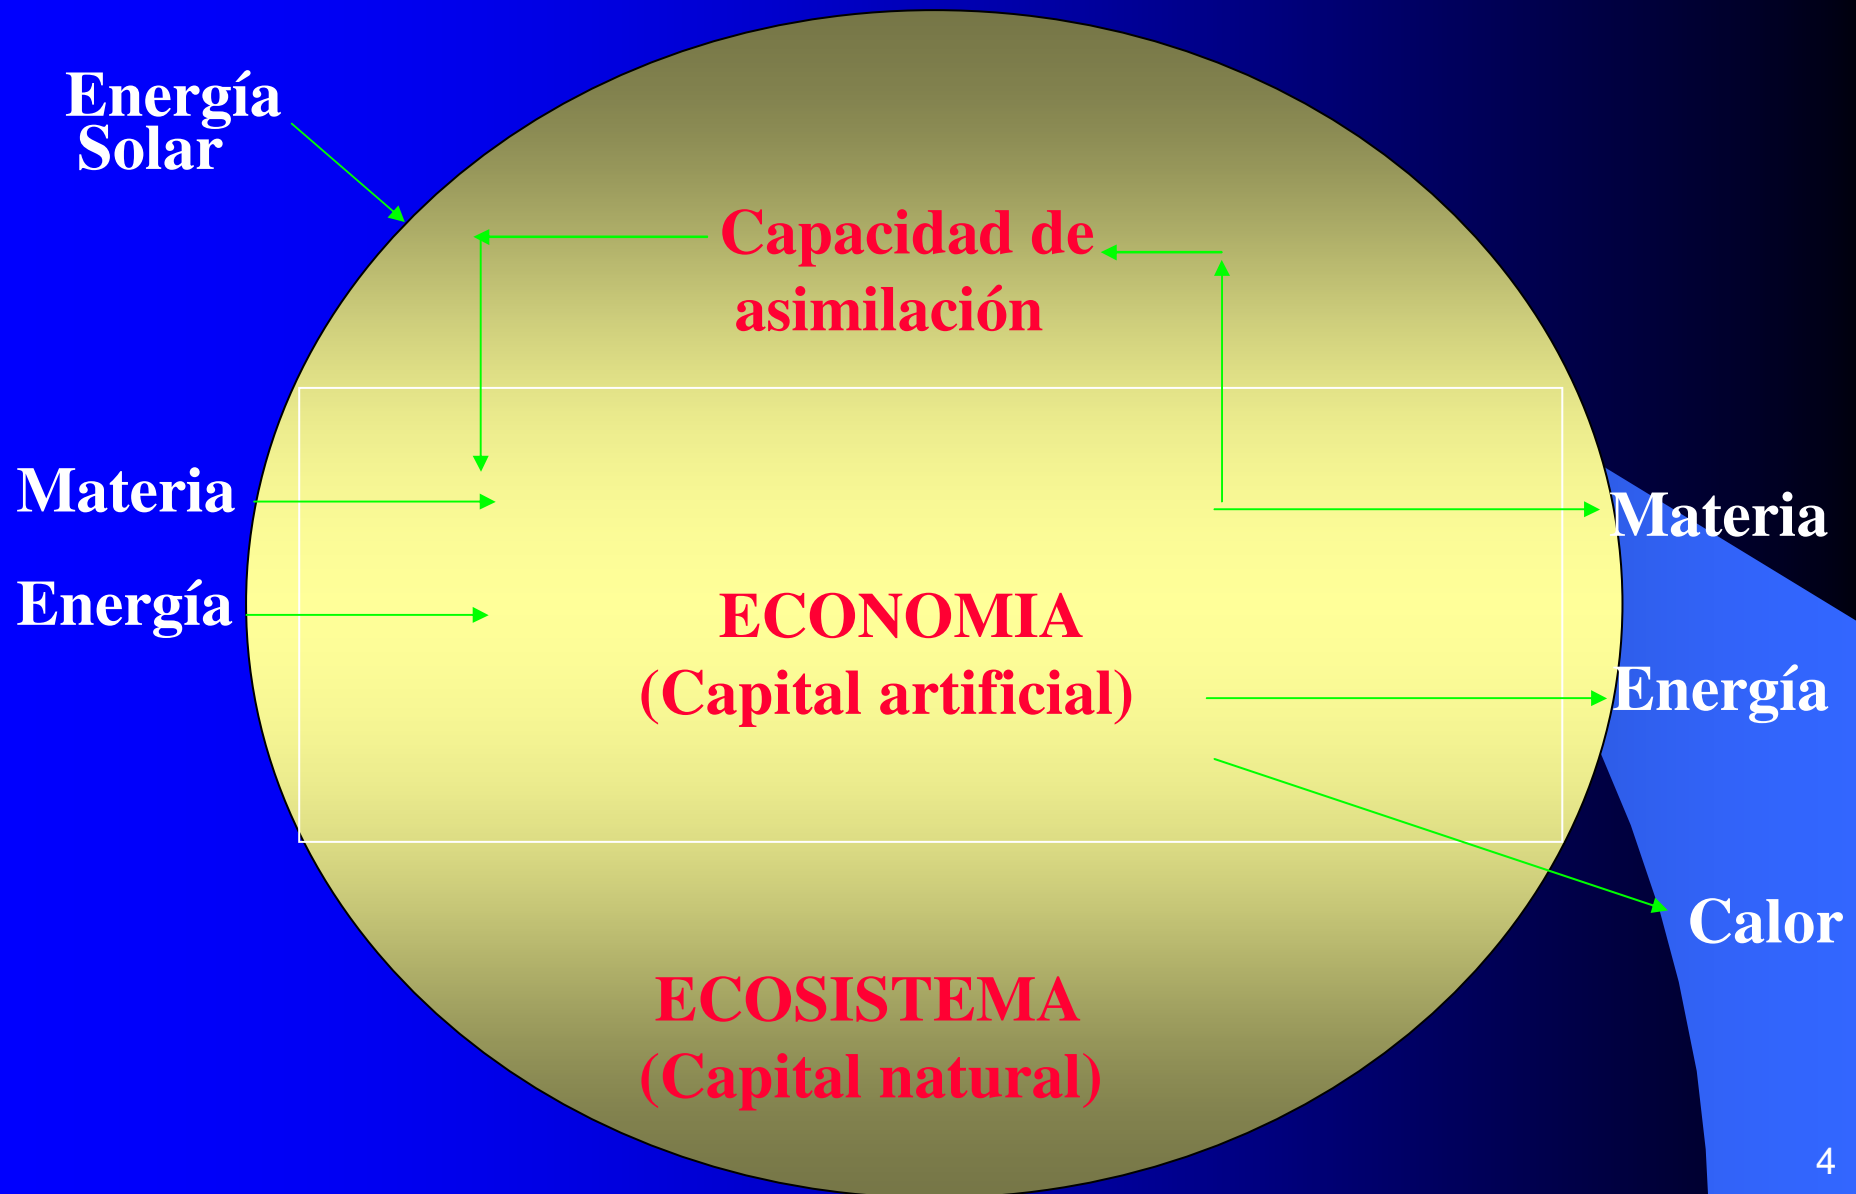 Energía
Solar
Capacidad de
asimilación
Materia
Energía
ECONOMIA
(Capital artificial)
Materia
Energía
Calor
ECOSISTEMA
(Capital natural)
4